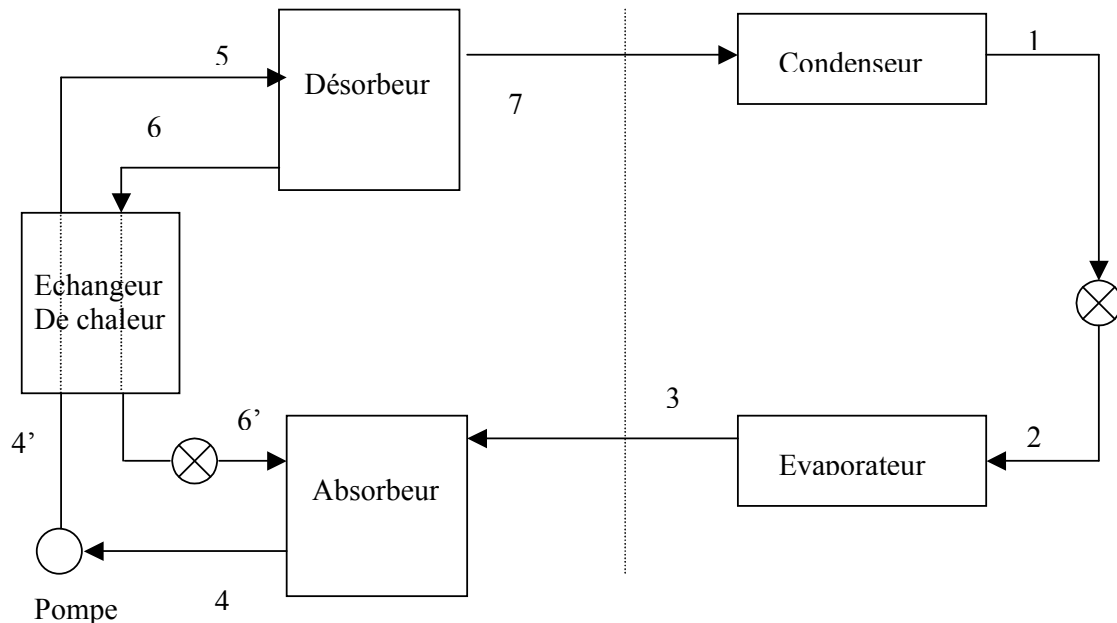 5
Désorbeur
Condenseur
1
7
6
Echangeur
De chaleur
3
4’
6’
2
Absorbeur
Evaporateur
4
Pompe